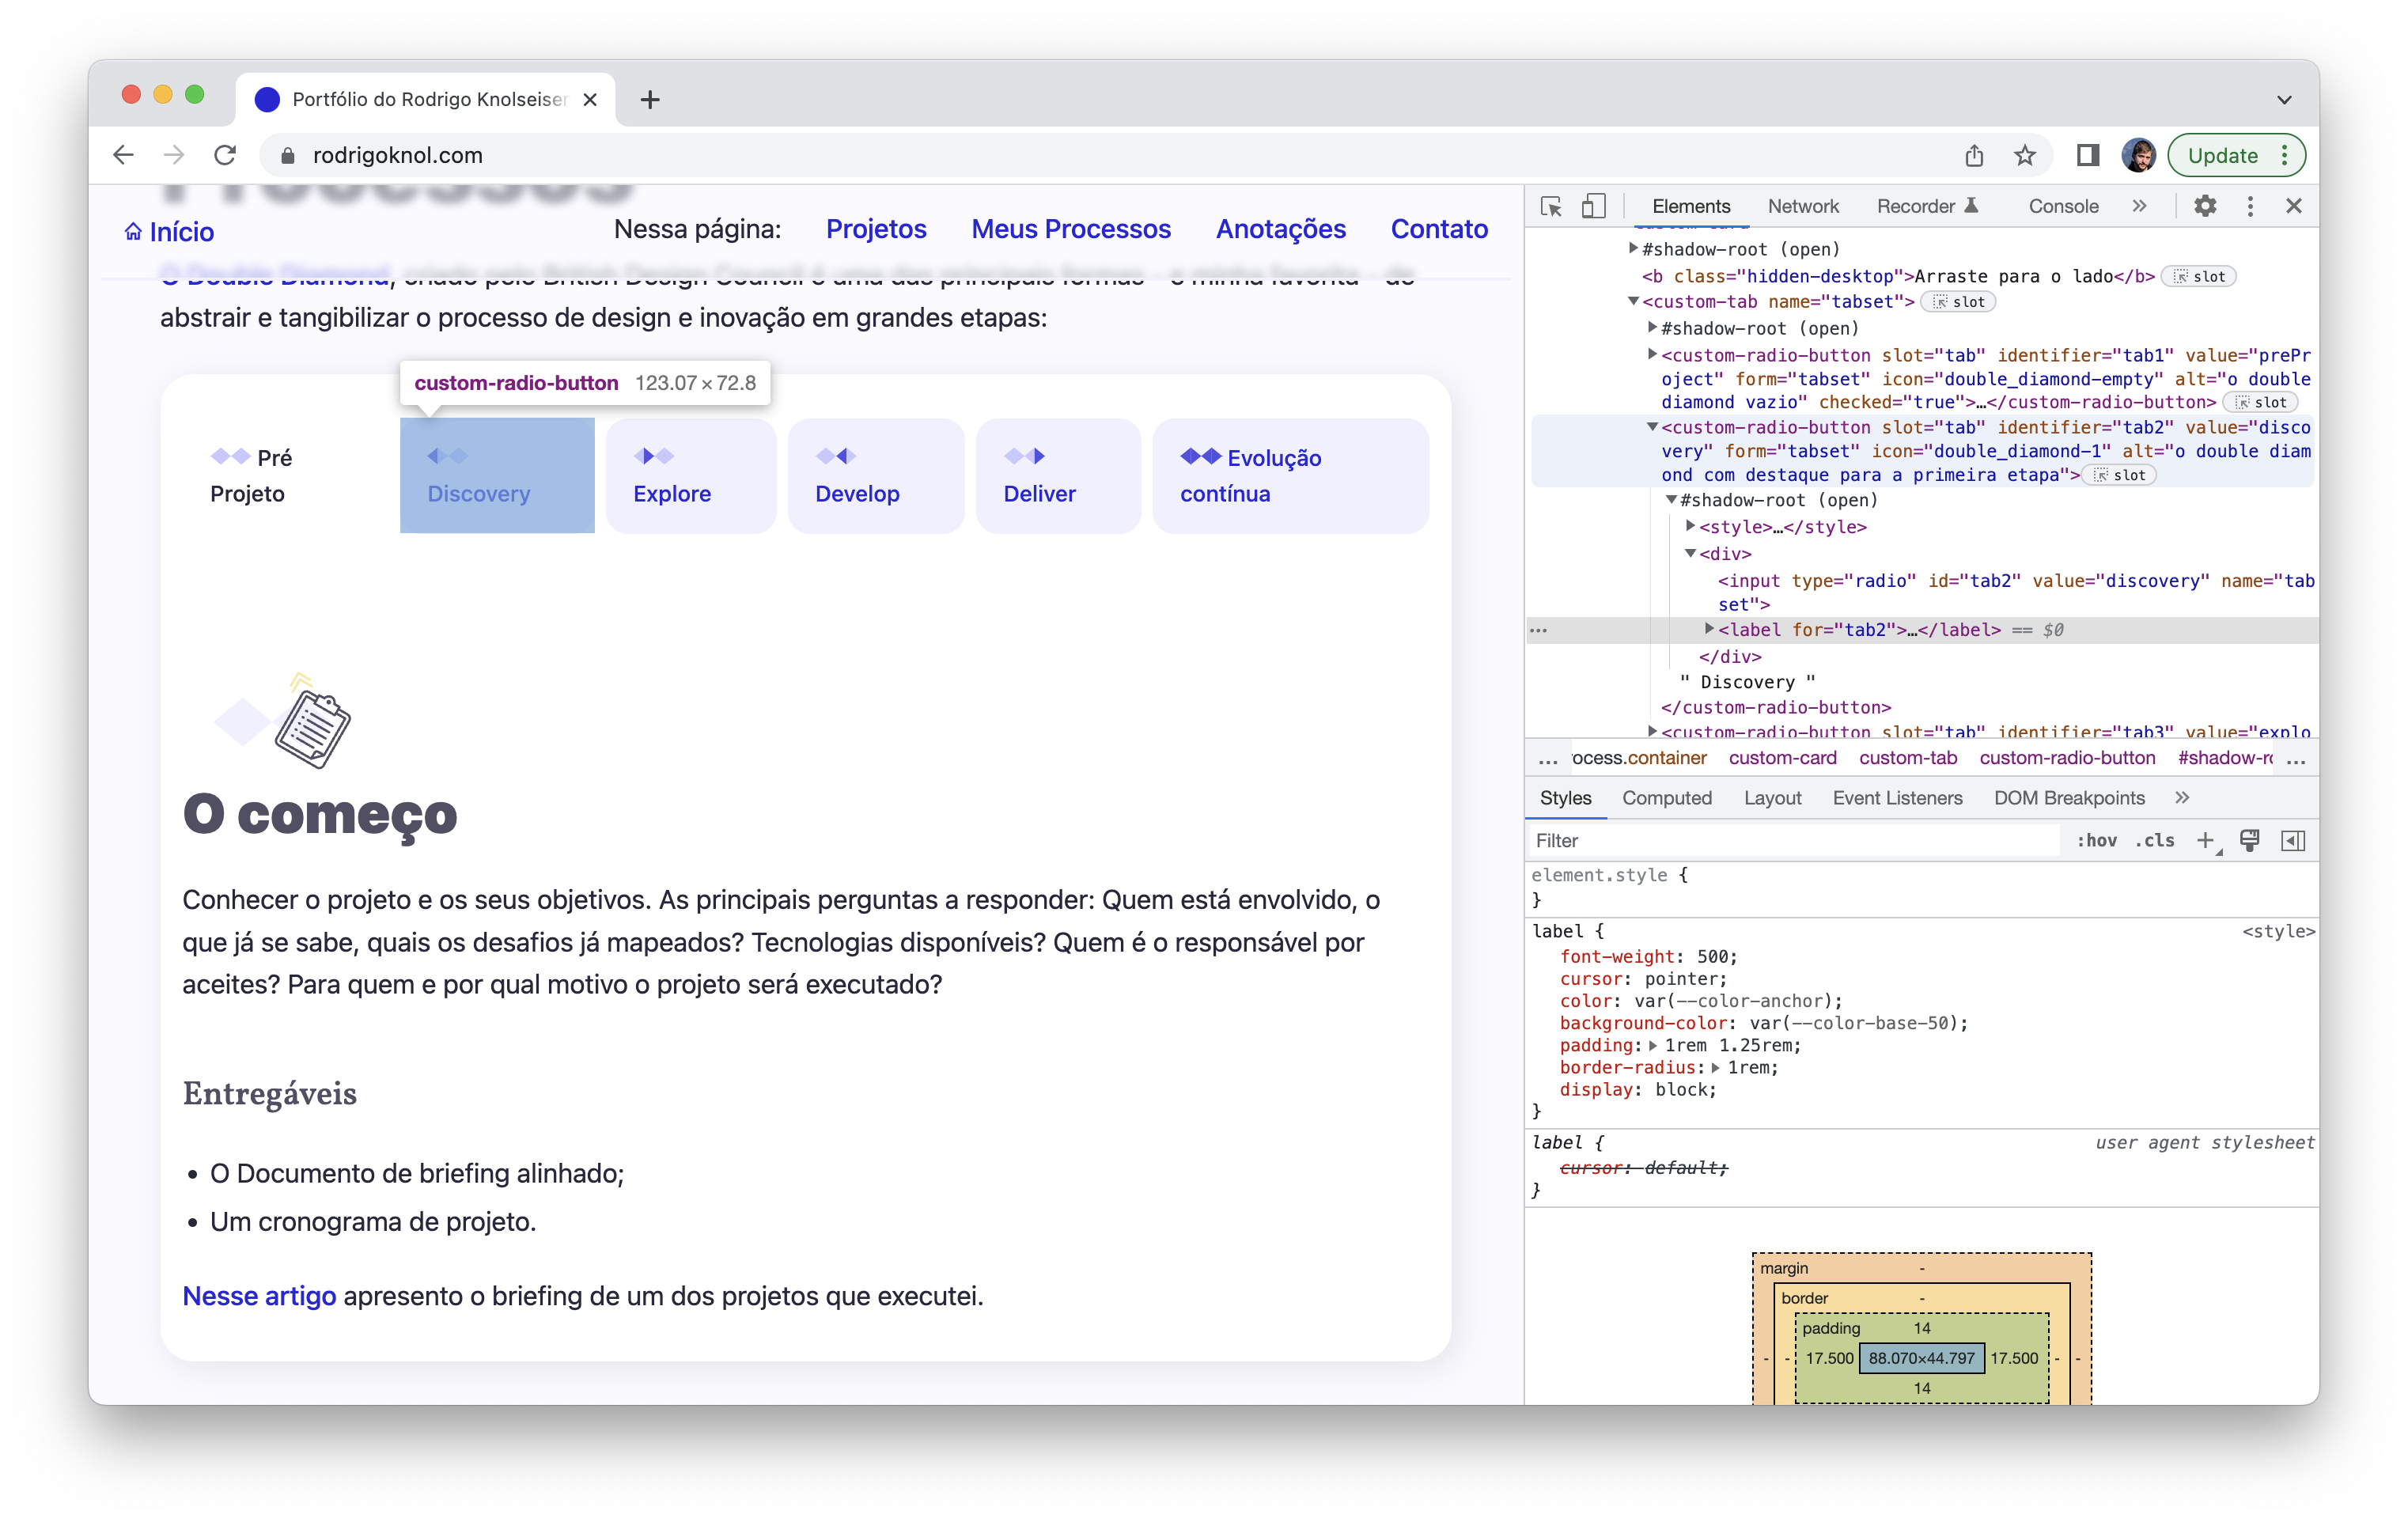 Portfólio do Rodrigo Knolseiser
rodrigoknol.com
Update
Início
Nessa página: Projetos Meus Processos Anotações Contato
O Double Diamond, criado pelo British Design Council é uma das principais formas – e minha favorita – de
abstrair e tangibilizar o processo de design e inovação em grandes etapas:
custom-radio-button 123.07 × 72.8
Pré
Projeto
Discovery
Explore
Develop
Deliver
Evolução
contínua
O começo
Conhecer o projeto e os seus objetivos. As principais perguntas a responder: Quem está envolvido, o
que já se sabe, quais os desafios já mapeados? Tecnologias disponíveis? Quem é o responsável por
aceites? Para quem e por qual motivo o projeto será executado?
Entregáveis
• O Documento de briefing alinhado;
• Um cronograma de projeto.
Nesse artigo apresento o briefing de um dos projetos que executei.
Elements Network Recorder Console »
#shadow-root (open)
<b class="hidden-desktop">Arraste para o lado</b> slot
<custom-tab name="tabset"> slot
#shadow-root (open)
<custom-radio-button slot="tab" identifier="tab1" value="prePr
oject" form="tabset" icon="double_diamond-empty" alt="o double
diamond vazio" checked="true">…</custom-radio-button> slot
<custom-radio-button slot="tab" identifier="tab2" value="disco
very" form="tabset" icon="double_diamond-1" alt="o double diam
ond com destaque para a primeira etapa"> slot
#shadow-root (open)
<style>…</style>
<div>
<input type="radio" id="tab2" value="discovery" name="tab
set">
… <label for="tab2">…</label> == $0
</div>
" Discovery "
</custom-radio-button>
<custom-radio-button slot="tab" identifier="tab3" value="explo
… ocess.container custom-card custom-tab custom-radio-button #shadow-ro …
Styles Computed Layout Event Listeners DOM Breakpoints »
Filter :hov .cls +
element.style {
}
label { <style>
font-weight: 500;
cursor: pointer;
color: var(--color-anchor);
background-color: var(--color-base-50);
padding: 1rem 1.25rem;
border-radius: 1rem;
display: block;
}
label { user agent stylesheet
cursor: default;
}
margin -
border -
padding 14
- - 17.500 88.070×44.797 17.500 - -
14